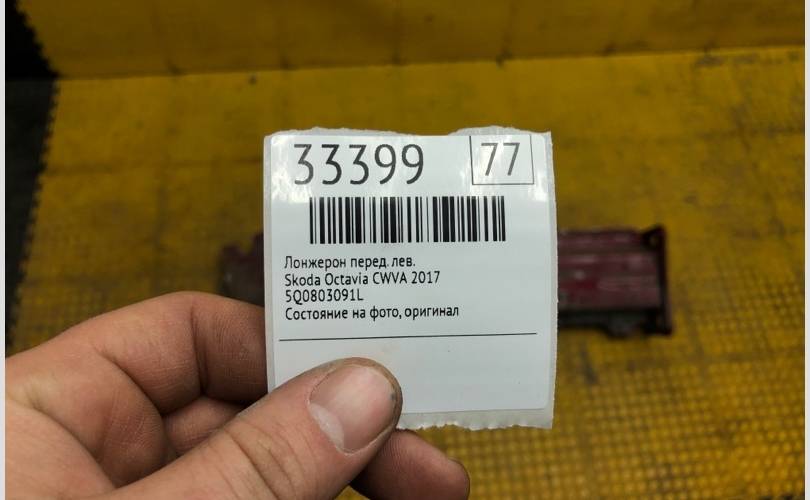 33399 77
Лонжерон перед. лев.
Skoda Octavia CWVA 2017
5Q0803091L
Состояние на фото, оригинал